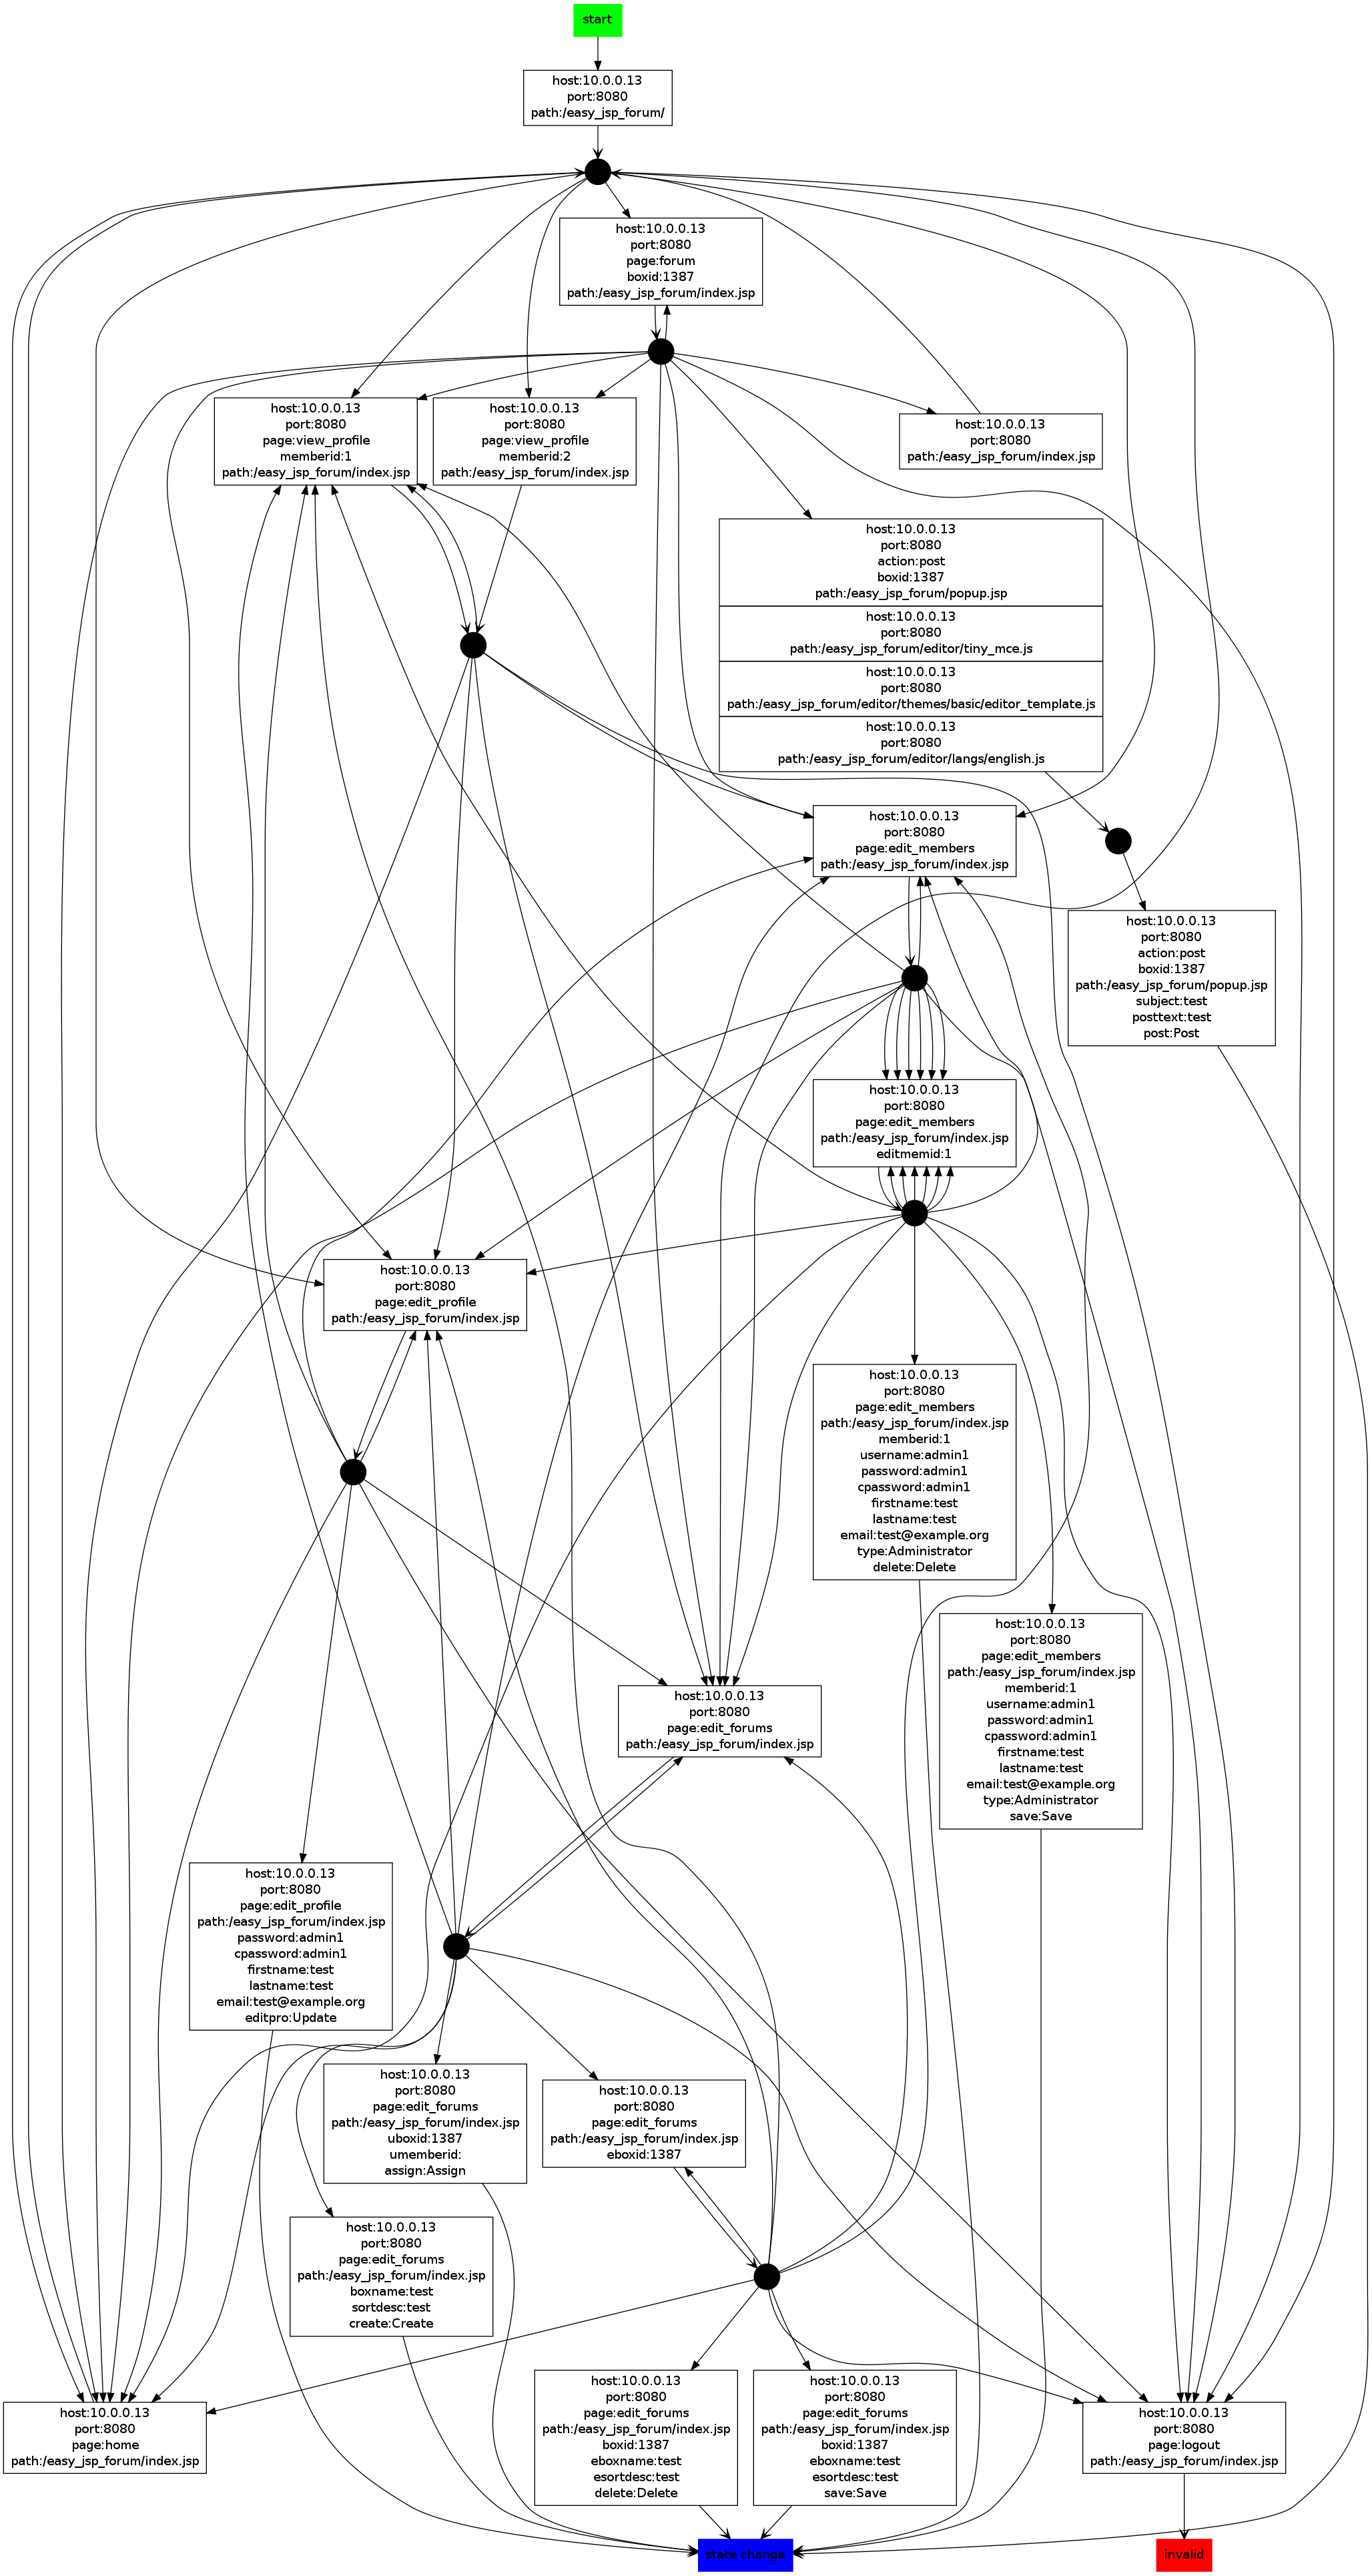 start
host:10.0.0.13
port:8080
path:/easy_jsp_forum/
host:10.0.0.13
port:8080
page:forum
boxid:1387
path:/easy_jsp_forum/index.jsp
host:10.0.0.13
port:8080
page:view_profile
memberid:1
path:/easy_jsp_forum/index.jsp
host:10.0.0.13
port:8080
page:view_profile
memberid:2
path:/easy_jsp_forum/index.jsp
host:10.0.0.13
port:8080
path:/easy_jsp_forum/index.jsp
host:10.0.0.13
port:8080
action:post
boxid:1387
path:/easy_jsp_forum/popup.jsp
host:10.0.0.13
port:8080
path:/easy_jsp_forum/editor/tiny_mce.js
host:10.0.0.13
port:8080
path:/easy_jsp_forum/editor/themes/basic/editor_template.js
host:10.0.0.13
port:8080
path:/easy_jsp_forum/editor/langs/english.js
host:10.0.0.13
port:8080
page:edit_members
path:/easy_jsp_forum/index.jsp
host:10.0.0.13
port:8080
action:post
boxid:1387
path:/easy_jsp_forum/popup.jsp
subject:test
posttext:test
post:Post
host:10.0.0.13
port:8080
page:edit_members
path:/easy_jsp_forum/index.jsp
editmemid:1
host:10.0.0.13
port:8080
page:edit_profile
path:/easy_jsp_forum/index.jsp
host:10.0.0.13
port:8080
page:edit_members
path:/easy_jsp_forum/index.jsp
memberid:1
username:admin1
password:admin1
cpassword:admin1
firstname:test
lastname:test
email:test@example.org
type:Administrator
delete:Delete
host:10.0.0.13
port:8080
page:edit_members
path:/easy_jsp_forum/index.jsp
memberid:1
username:admin1
password:admin1
cpassword:admin1
firstname:test
lastname:test
email:test@example.org
type:Administrator
save:Save
host:10.0.0.13
port:8080
page:edit_forums
path:/easy_jsp_forum/index.jsp
host:10.0.0.13
port:8080
page:edit_profile
path:/easy_jsp_forum/index.jsp
password:admin1
cpassword:admin1
firstname:test
lastname:test
email:test@example.org
editpro:Update
host:10.0.0.13
port:8080
page:edit_forums
path:/easy_jsp_forum/index.jsp
uboxid:1387
umemberid:
assign:Assign
host:10.0.0.13
port:8080
page:edit_forums
path:/easy_jsp_forum/index.jsp
eboxid:1387
host:10.0.0.13
port:8080
page:edit_forums
path:/easy_jsp_forum/index.jsp
boxname:test
sortdesc:test
create:Create
host:10.0.0.13
port:8080
page:home
path:/easy_jsp_forum/index.jsp
host:10.0.0.13
port:8080
page:edit_forums
path:/easy_jsp_forum/index.jsp
boxid:1387
eboxname:test
esortdesc:test
delete:Delete
host:10.0.0.13
port:8080
page:edit_forums
path:/easy_jsp_forum/index.jsp
boxid:1387
eboxname:test
esortdesc:test
save:Save
host:10.0.0.13
port:8080
page:logout
path:/easy_jsp_forum/index.jsp
state change
invalid